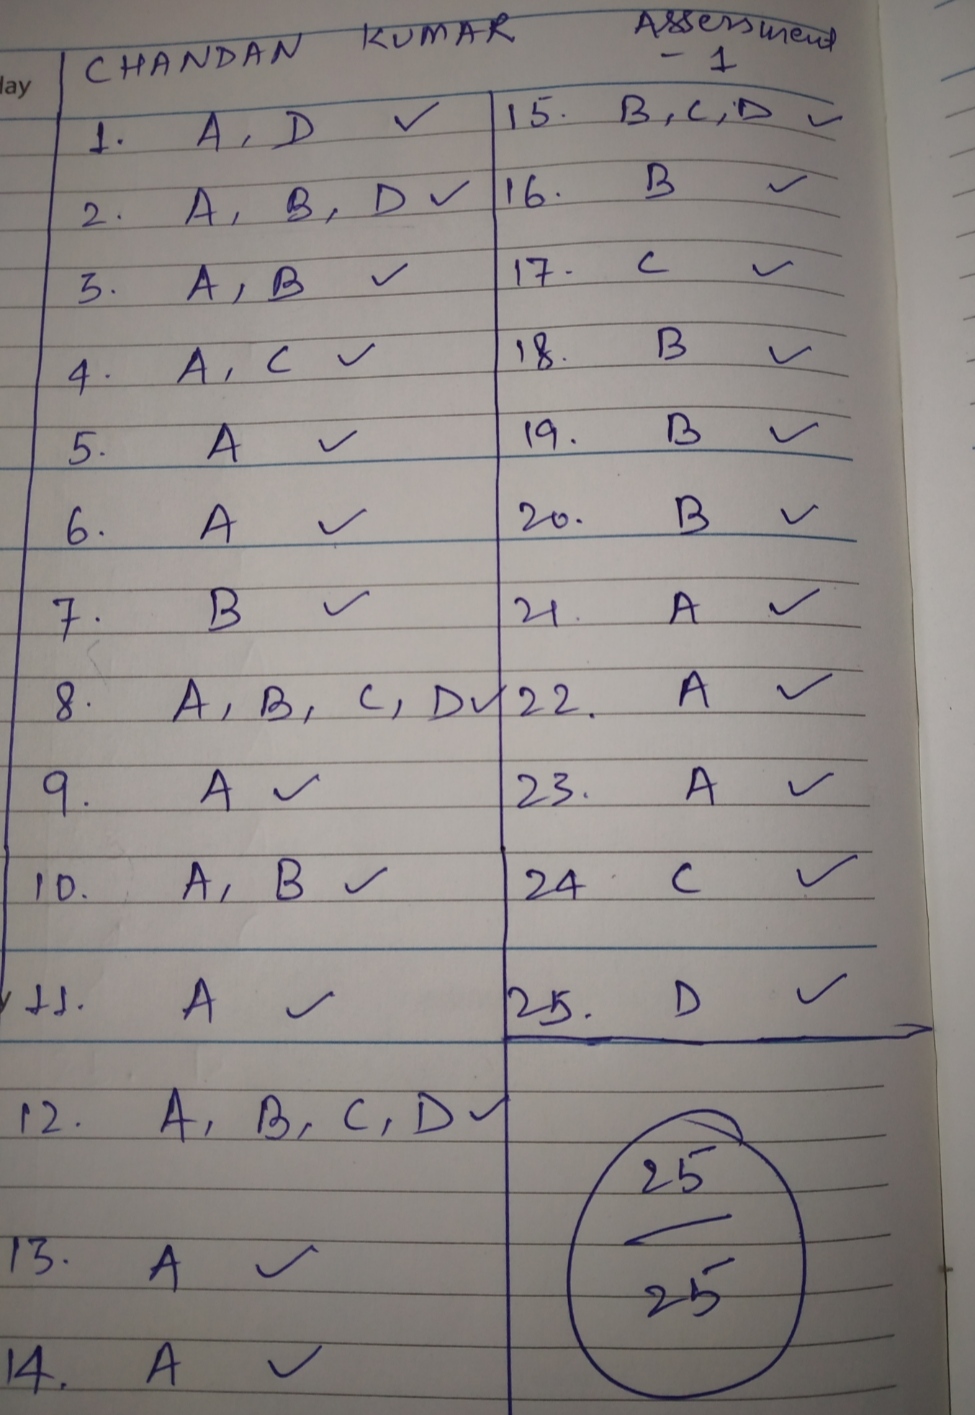 CHANDAN KUMAR Assessment
- 1
lay
1. A, D ✓
2. A, B, D ✓
3. A, B ✓
4. A, C ✓
5. A ✓
6. A ✓
7. B ✓
8. A, B, C, D ✓
9. A ✓
10. A, B ✓
11. A ✓
12. A, B, C, D ✓
13. A ✓
14. A ✓
15. B, C, D ✓
16. B ✓
17. C ✓
18. B ✓
19. B ✓
20. B ✓
21. A ✓
22. A ✓
23. A ✓
24 C ✓
25. D ✓
25
25